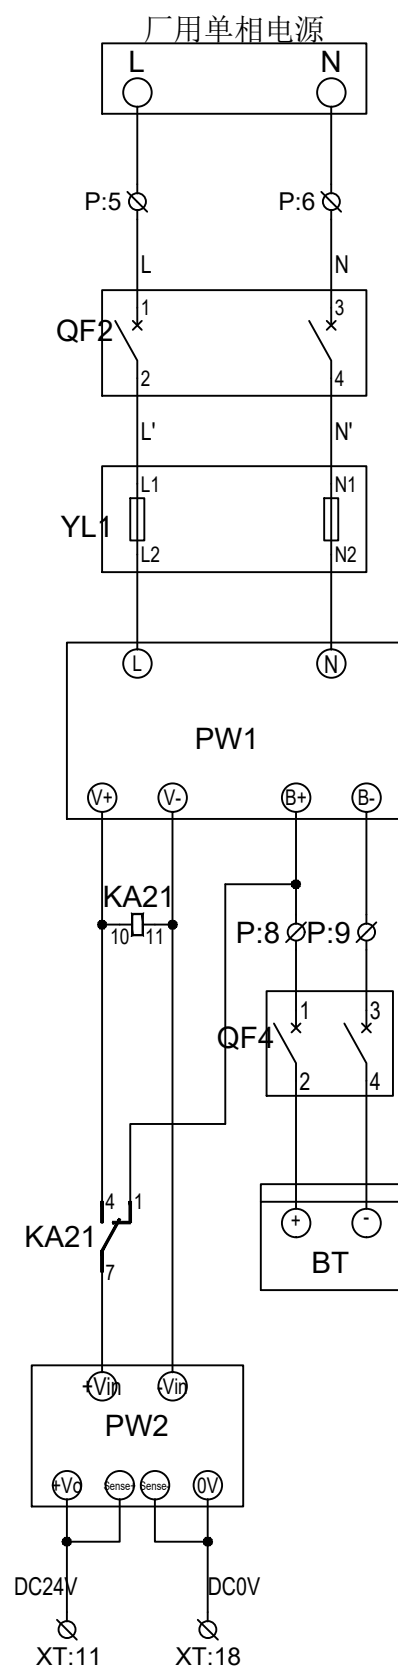 厂用单相电源
L N
P:5 P:6
L N
1 3
QF2
2 4
L' N'
L1 N1
YL1
L2 N2
L N
PW1
V+ V- B+ B-
KA21
10 11
P:8 P:9
1 3
QF4
2 4
4 1
KA21
7
+ -
BT
+Vin -Vin
PW2
+Vo Sense+ Sense- 0V
DC24V DC0V
XT:11 XT:18